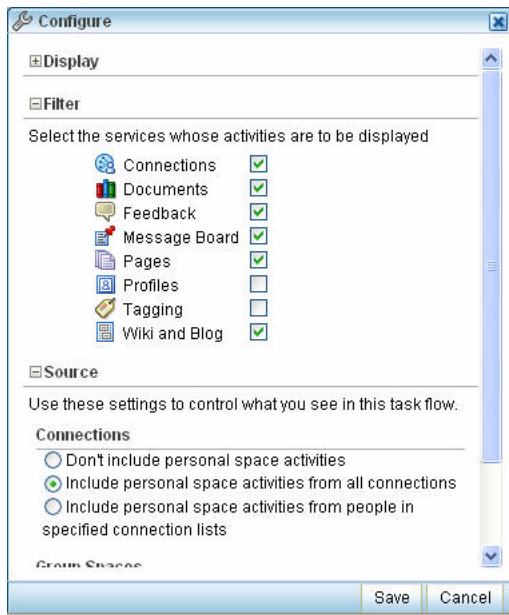 Configure
Display
Filter
Select the services whose activities are to be displayed
Connections
Documents
Feedback
Message Board
Pages
Profiles
Tagging
Wiki and Blog
Source
Use these settings to control what you see in this task flow.
Connections
Don't include personal space activities
Include personal space activities from all connections
Include personal space activities from people in
specified connection lists
Group Spaces
Save Cancel